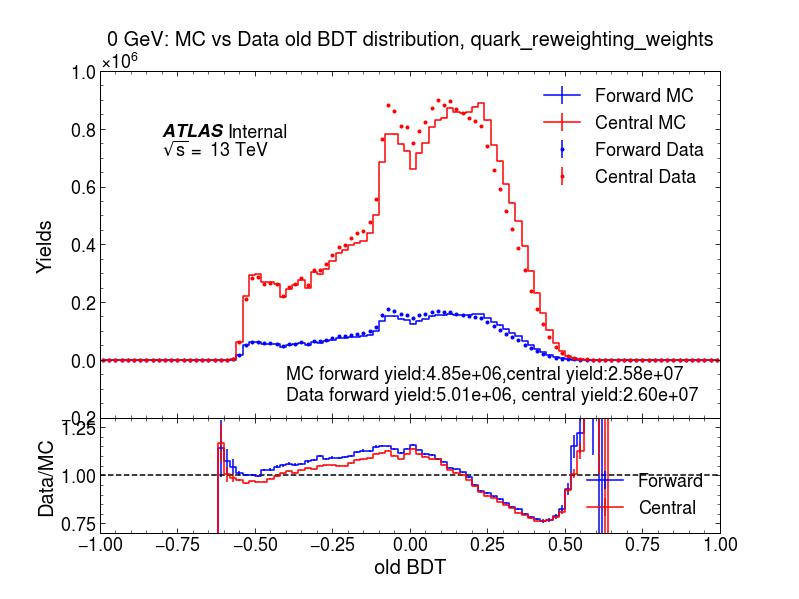 0 GeV: MC vs Data old BDT distribution, quark_reweighting_weights
×10⁶
1.0
0.8
0.6
0.4
0.2
0.0
0.2
Yields
ATLAS Internal
√s = 13 TeV
Forward MC
Central MC
Forward Data
Central Data
MC forward yield:4.85e+06,central yield:2.58e+07
Data forward yield:5.01e+06, central yield:2.60e+07
1.25
1.00
0.75
Data/MC
Forward
Central
−1.00 −0.75 −0.50 −0.25 0.00 0.25 0.50 0.75 1.00
old BDT